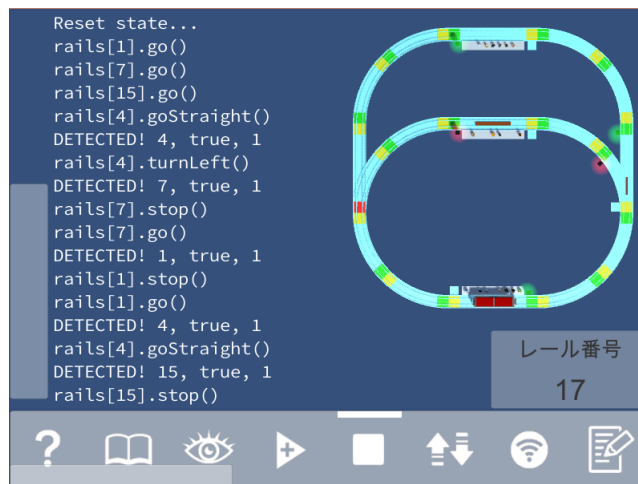 Reset state...
rails[1].go()
rails[7].go()
rails[15].go()
rails[4].goStraight()
DETECTED! 4, true, 1
rails[4].turnLeft()
DETECTED! 7, true, 1
rails[7].stop()
rails[7].go()
DETECTED! 1, true, 1
rails[1].stop()
rails[1].go()
DETECTED! 4, true, 1
rails[4].goStraight()
DETECTED! 15, true, 1
rails[15].stop()
レール番号
17
?